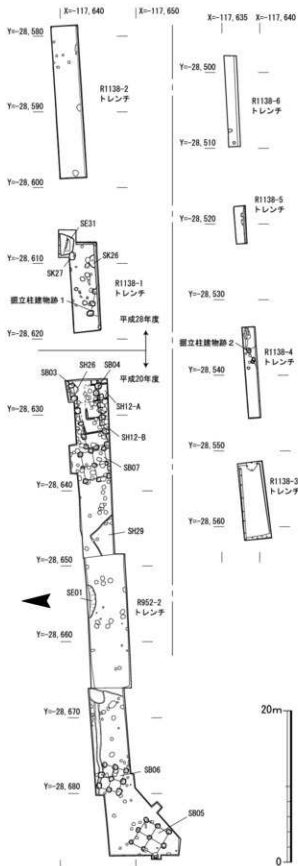 X=-117,640
X=-117,650
X=-117,635
X=-117,640
Y=-28,580
Y=-28,590
Y=-28,600
Y=-28,610
Y=-28,620
Y=-28,630
Y=-28,640
Y=-28,650
Y=-28,660
Y=-28,670
Y=-28,680
R1138-2
トレンチ
SE31
SK26
SK27
R1138-1
トレンチ
掘立柱建物跡1
平成28年度
平成20年度
SB03
SH26
SB04
SH12-A
SH12-B
SB07
SH29
SE01
R952-2
トレンチ
SB06
SB05
Y=-28,500
Y=-28,510
Y=-28,520
Y=-28,530
Y=-28,540
Y=-28,550
Y=-28,560
R1138-6
トレンチ
R1138-5
トレンチ
掘立柱建物跡2
R1138-4
トレンチ
R1138-3
トレンチ
20m
0